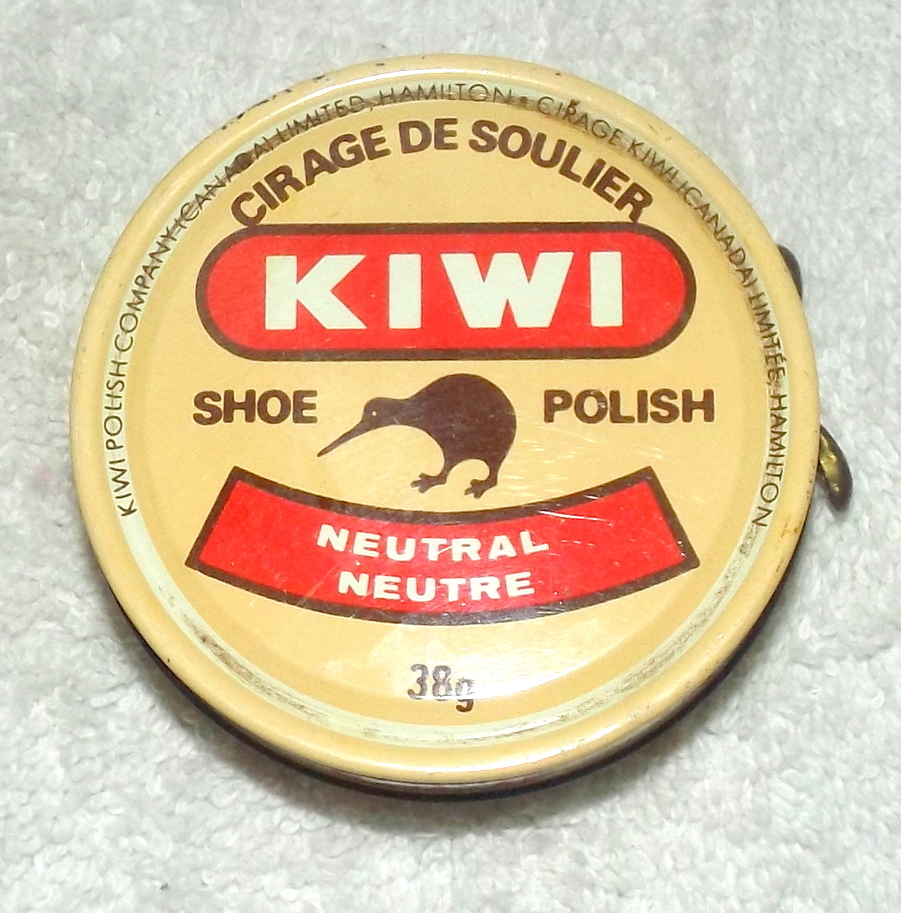 KIWI POLISH COMPANY (CANADA) LIMITED, HAMILTON • CIRAGE KIWI (CANADA) LIMITÉE, HAMILTON
CIRAGE DE SOULIER
KIWI
SHOE POLISH
NEUTRAL
NEUTRE
38g